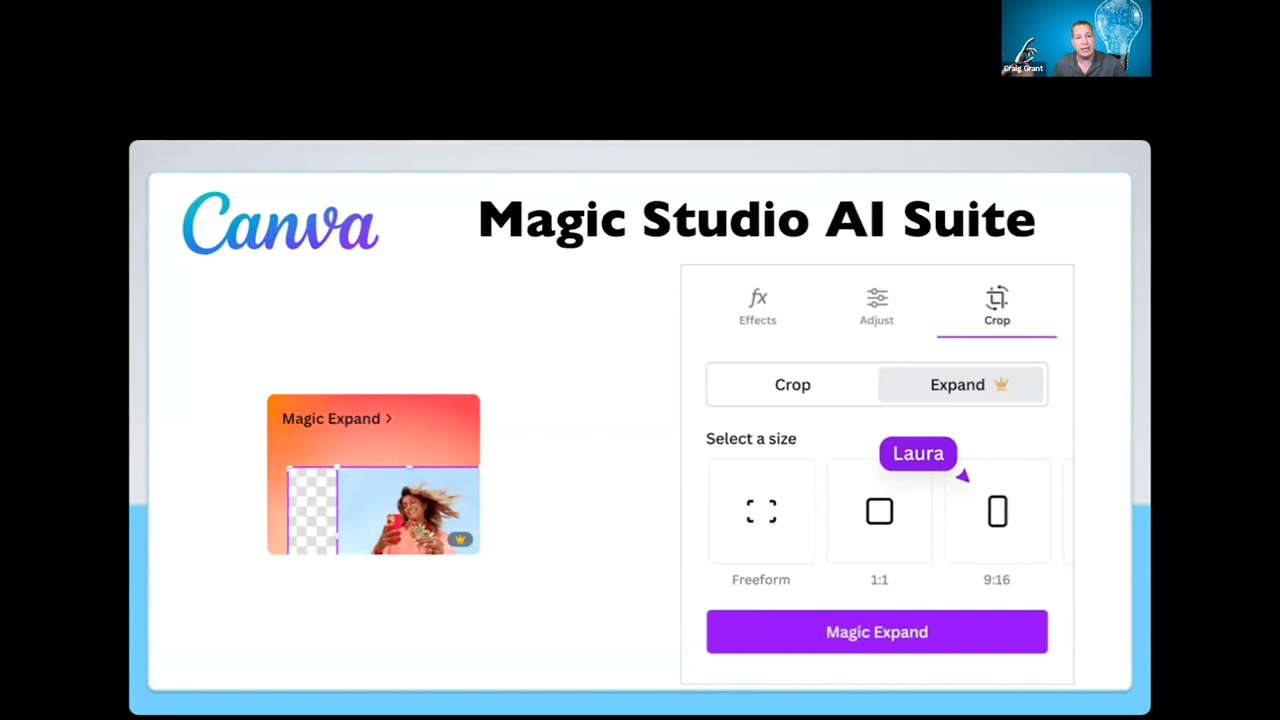 Craig Grant
Canva
Magic Studio AI Suite
fx
Effects
Adjust
Crop
Crop
Expand
Magic Expand >
Select a size
Laura
Freeform
1:1
9:16
Magic Expand